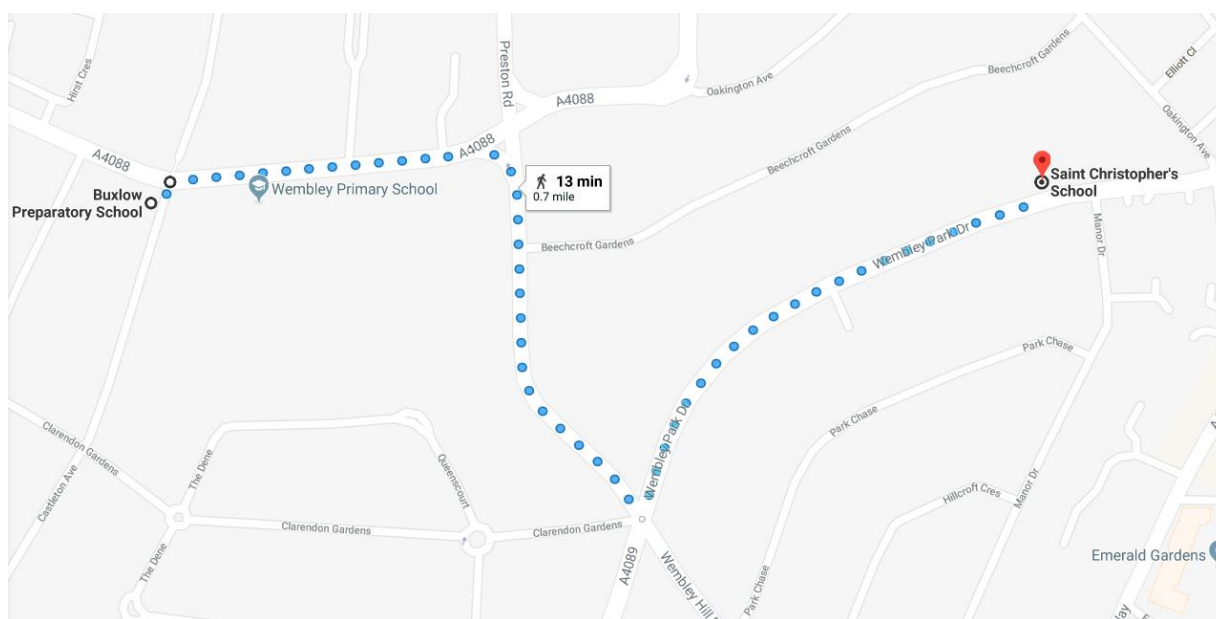 Hirst Cres
Preston Rd
A4088
Oakington Ave
Beechcroft Gardens
Elliott Cl
Oakington Ave
A4088
A4088
Beechcroft Gardens
Buxlow
Preparatory School
Wembley Primary School
13 min
0.7 mile
Saint Christopher's
School
Beechcroft Gardens
Wembley Park Dr
Manor Dr
Park Chase
Wembley Park Dr
Park Chase
Clarendon Gardens
The Dene
Queenscourt
Castleton Ave
Hillcroft Cres
Manor Dr
Clarendon Gardens
Clarendon Gardens
The Dene
A4089
Wembley Hill
Park Chase
Emerald Gardens